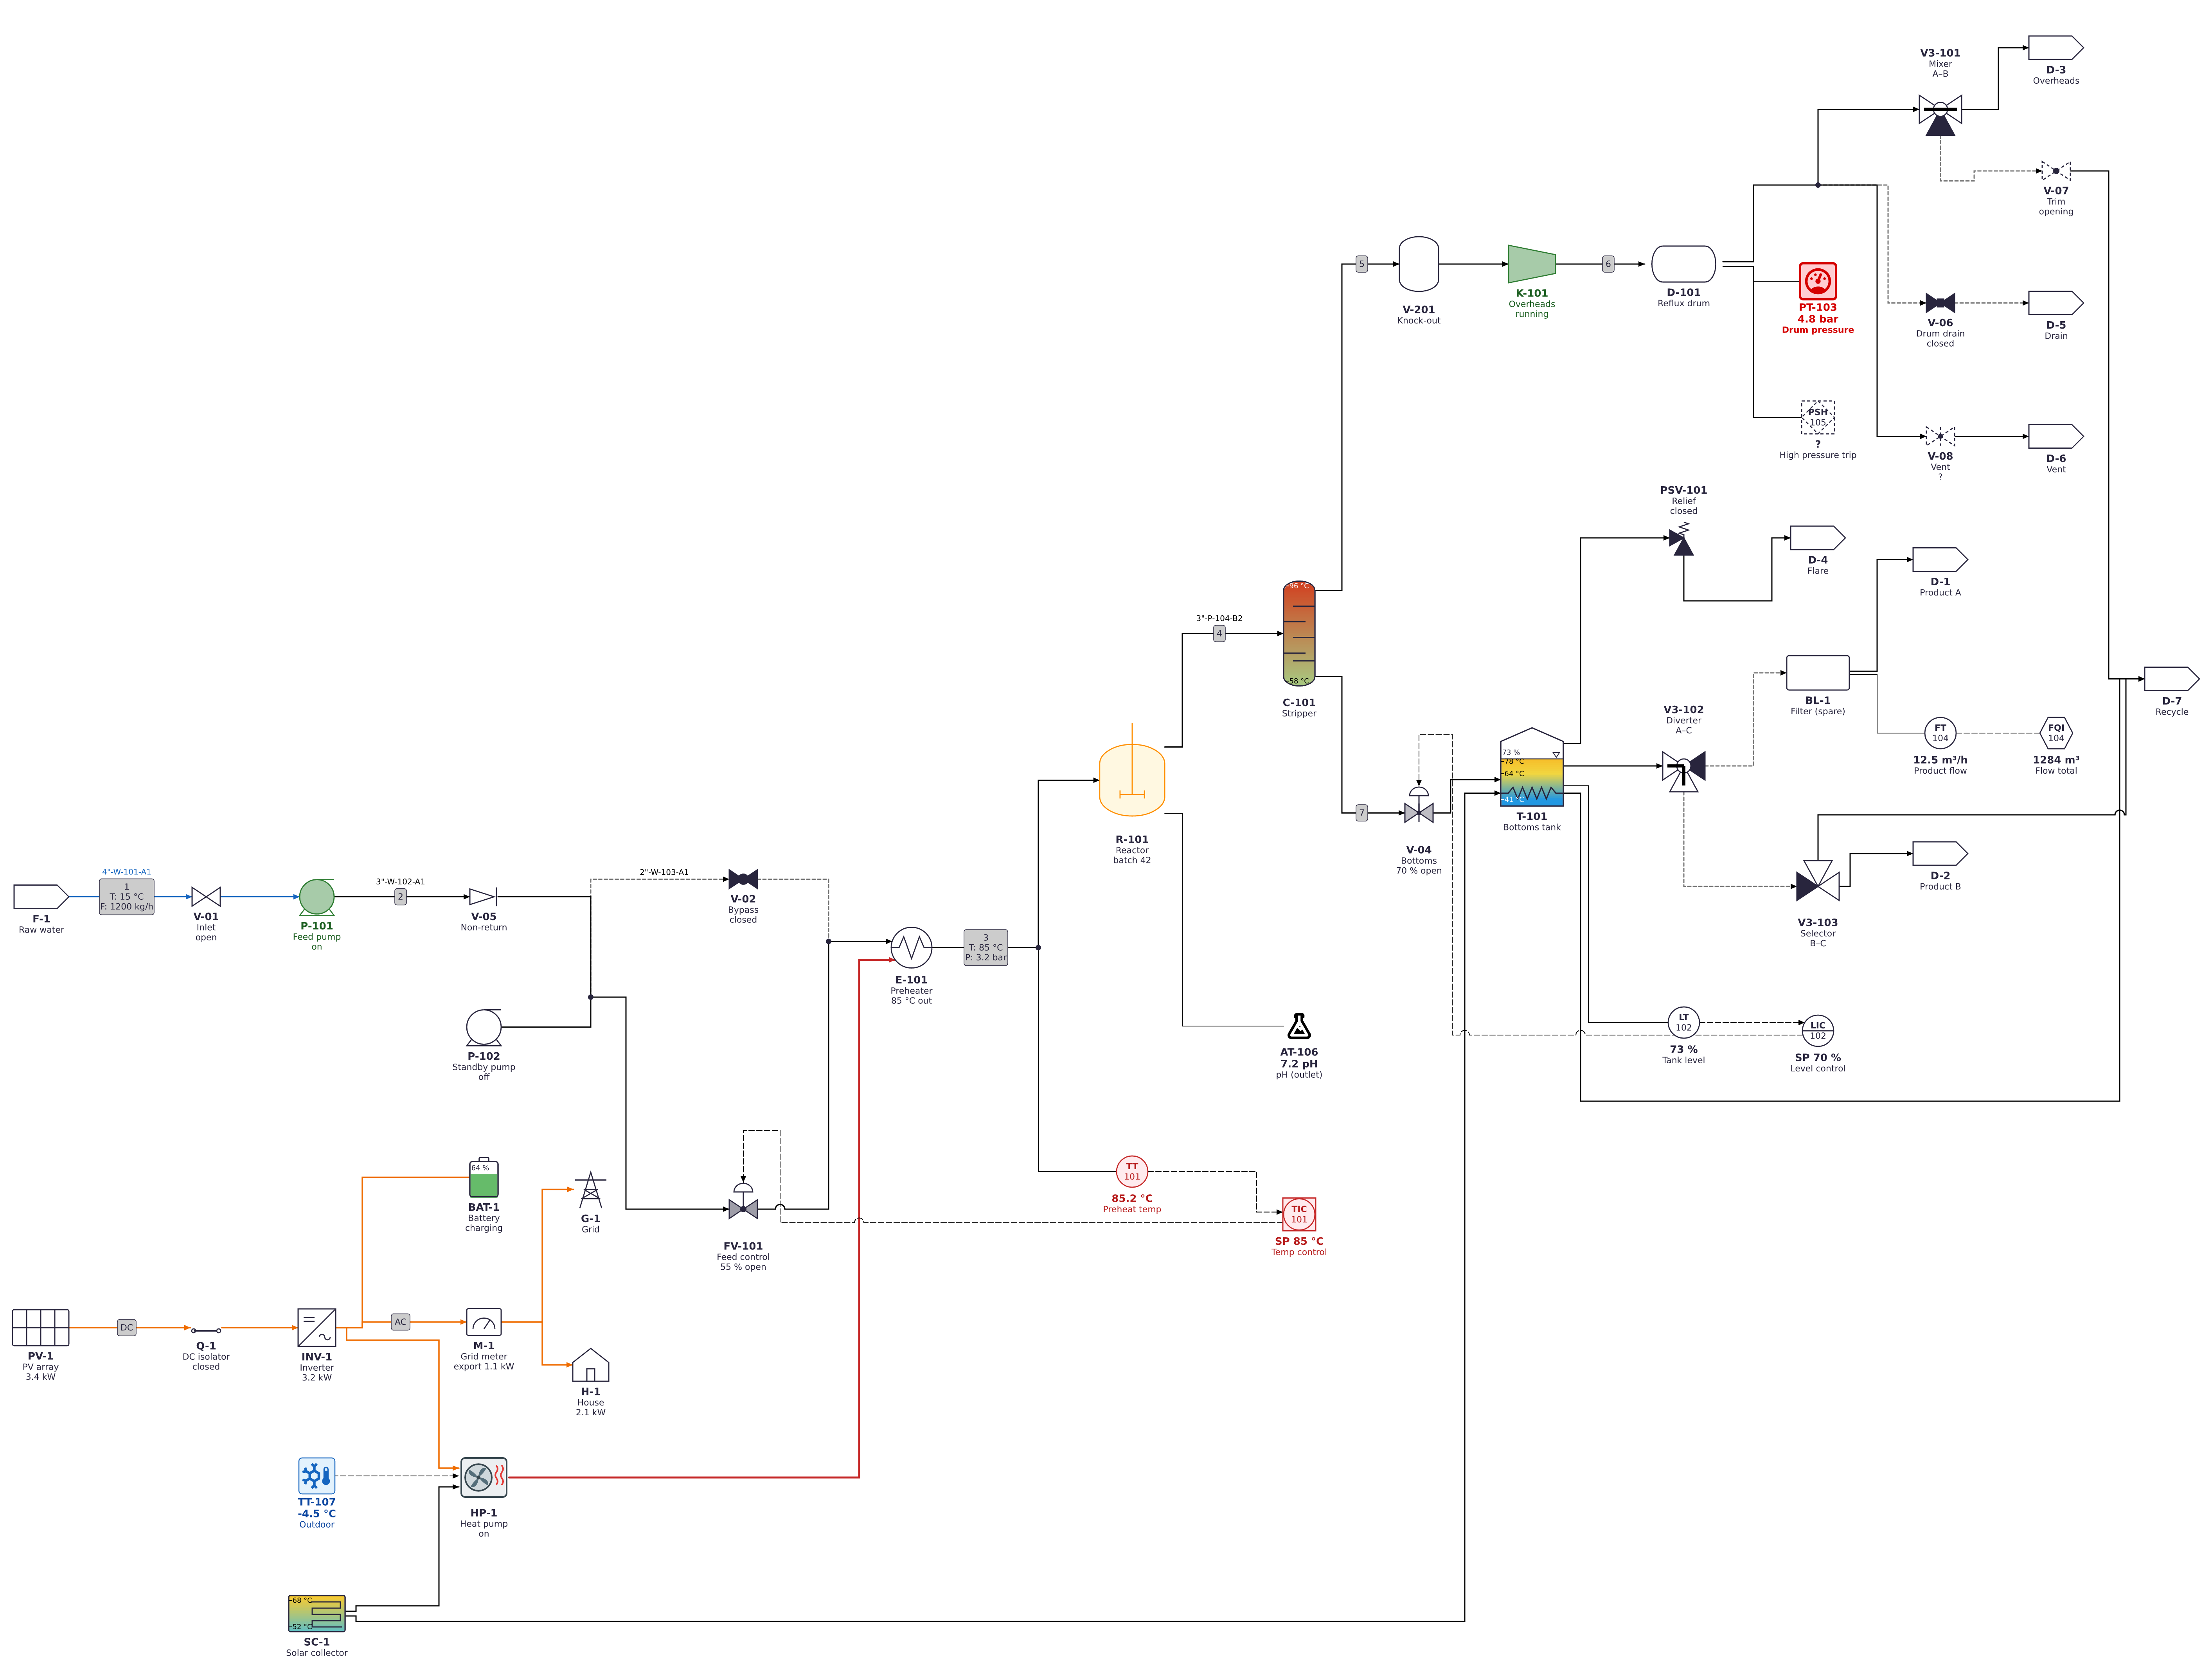 V3-101
Mixer
A–B
D-3
Overheads
V-07
Trim
opening
5
V-201
Knock-out
K-101
Overheads
running
6
D-101
Reflux drum
PT-103
4.8 bar
Drum pressure
V-06
Drum drain
closed
D-5
Drain
PSH
105
?
High pressure trip
V-08
Vent
?
D-6
Vent
PSV-101
Relief
closed
D-4
Flare
D-1
Product A
96 °C
58 °C
C-101
Stripper
3"-P-104-B2
4
V3-102
Diverter
A–C
BL-1
Filter (spare)
D-7
Recycle
FT
104
12.5 m³/h
Product flow
FQI
104
1284 m³
Flow total
73 %
78 °C
64 °C
41 °C
T-101
Bottoms tank
7
V-04
Bottoms
70 % open
R-101
Reactor
batch 42
D-2
Product B
V3-103
Selector
B–C
4"-W-101-A1
1
T: 15 °C
F: 1200 kg/h
F-1
Raw water
V-01
Inlet
open
P-101
Feed pump
on
3"-W-102-A1
2
V-05
Non-return
2"-W-103-A1
V-02
Bypass
closed
E-101
Preheater
85 °C out
3
T: 85 °C
P: 3.2 bar
P-102
Standby pump
off
AT-106
7.2 pH
pH (outlet)
LT
102
73 %
Tank level
LIC
102
SP 70 %
Level control
64 %
BAT-1
Battery
charging
G-1
Grid
FV-101
Feed control
55 % open
TT
101
85.2 °C
Preheat temp
TIC
101
SP 85 °C
Temp control
PV-1
PV array
3.4 kW
DC
Q-1
DC isolator
closed
INV-1
Inverter
3.2 kW
AC
M-1
Grid meter
export 1.1 kW
H-1
House
2.1 kW
TT-107
-4.5 °C
Outdoor
HP-1
Heat pump
on
68 °C
52 °C
SC-1
Solar collector